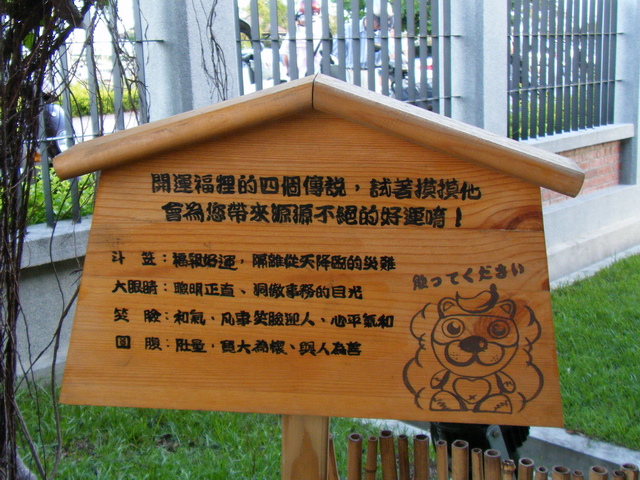 開運福狸的四個傳說，試著摸摸他
會為您帶來源源不絕的好運唷！
斗　笠：福報好運，隔離從天降臨的災難
大眼睛：聰明正直、洞徹事務的目光
笑　臉：和氣、凡事笑臉迎人、心平氣和
圓　腹：肚量，寬大為懷、與人為善
触ってください